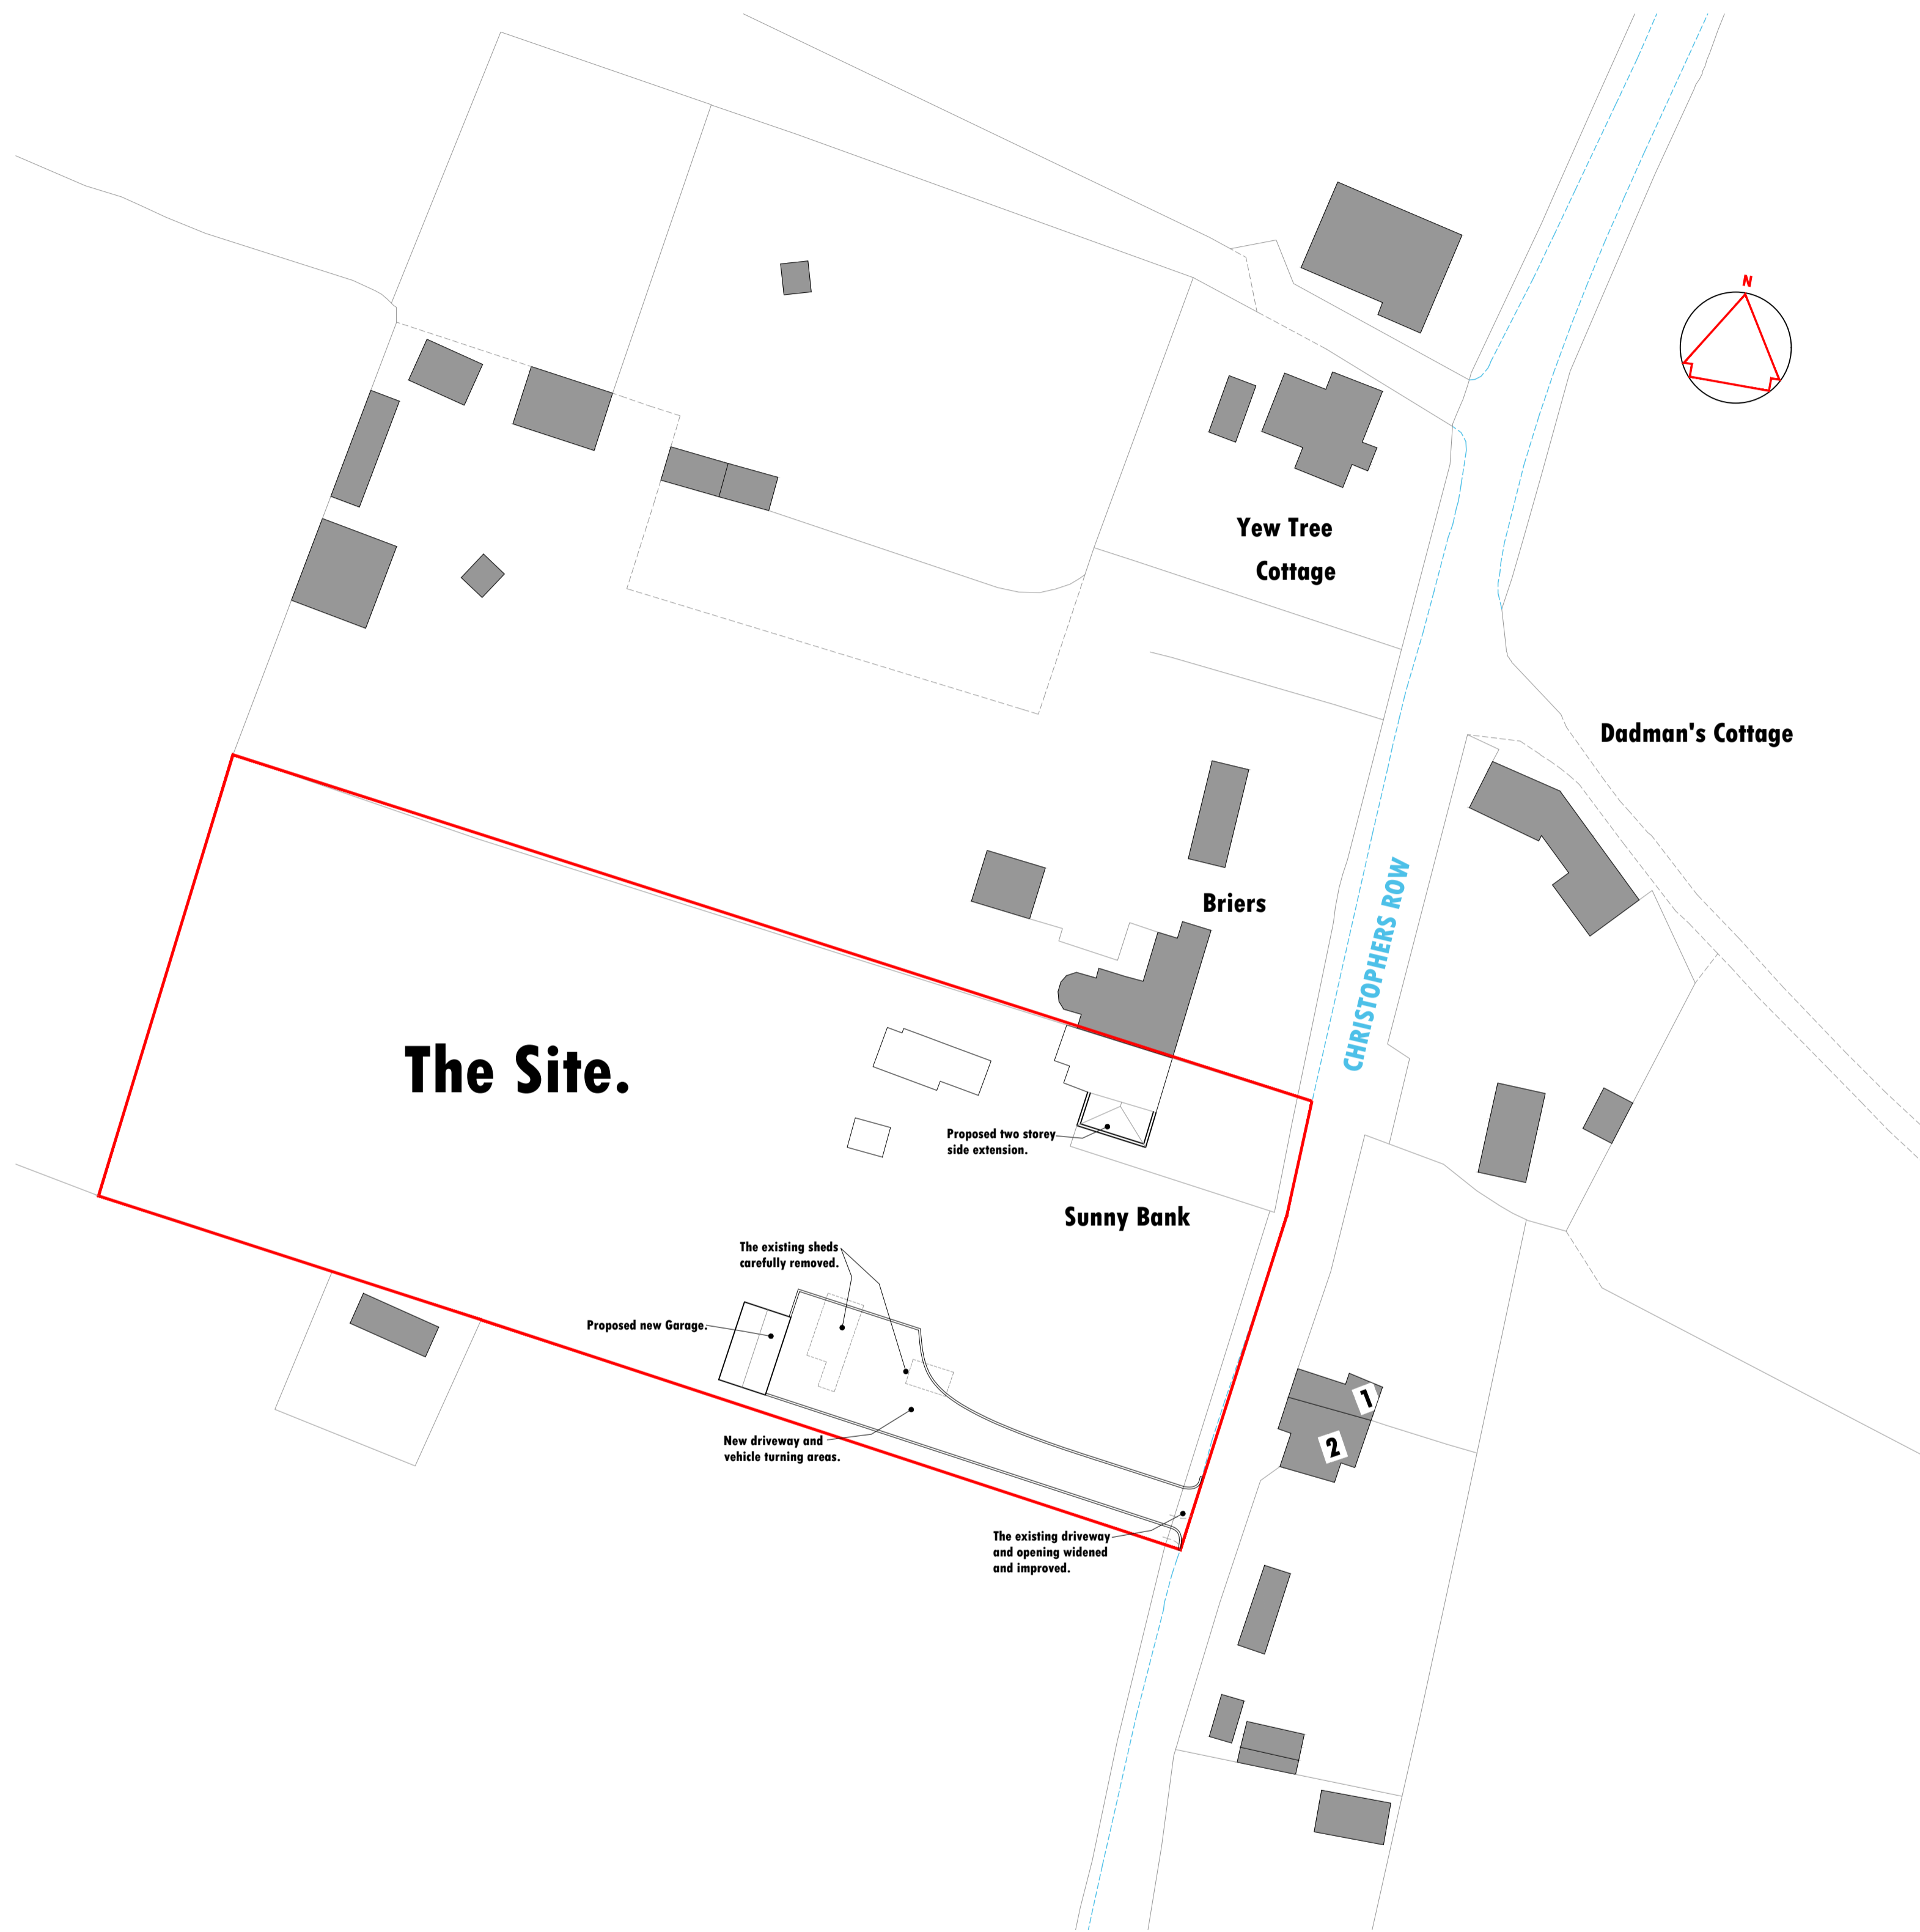 N
Yew Tree
Cottage
Dadman's Cottage
Briers
CHRISTOPHERS ROW
The Site.
Proposed two storey
side extension.
Sunny Bank
The existing sheds
carefully removed.
Proposed new Garage.
1
2
New driveway and
vehicle turning areas.
The existing driveway
and opening widened
and improved.